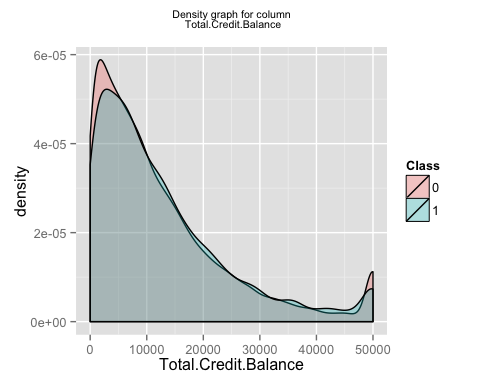 Density graph for column
Total.Credit.Balance
6e-05
4e-05
2e-05
0e+00
density
0 10000 20000 30000 40000 50000
Total.Credit.Balance
Class
0
1